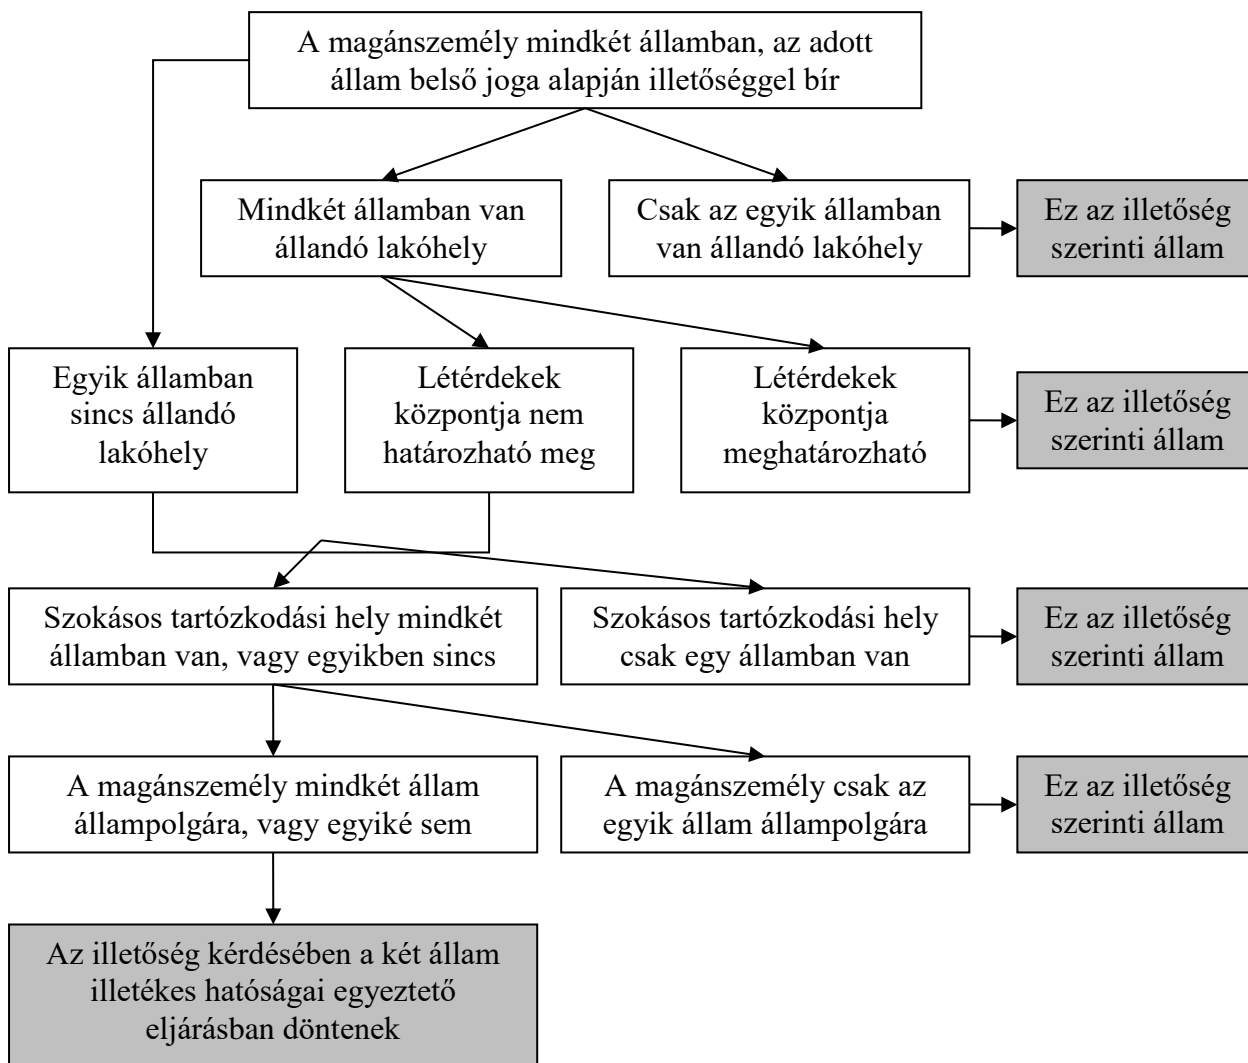 A magánszemély mindkét államban, az adott
állam belső joga alapján illetőséggel bír
Mindkét államban van
állandó lakóhely
Csak az egyik államban
van állandó lakóhely
Ez az illetőség
szerinti állam
Egyik államban
sincs állandó
lakóhely
Létérdekek
központja nem
határozható meg
Létérdekek
központja
meghatározható
Ez az illetőség
szerinti állam
Szokásos tartózkodási hely mindkét
államban van, vagy egyikben sincs
Szokásos tartózkodási hely
csak egy államban van
Ez az illetőség
szerinti állam
A magánszemély mindkét állam
állampolgára, vagy egyiké sem
A magánszemély csak az
egyik állam állampolgára
Ez az illetőség
szerinti állam
Az illetőség kérdésében a két állam
illetékes hatóságai egyeztető
eljárásban döntenek